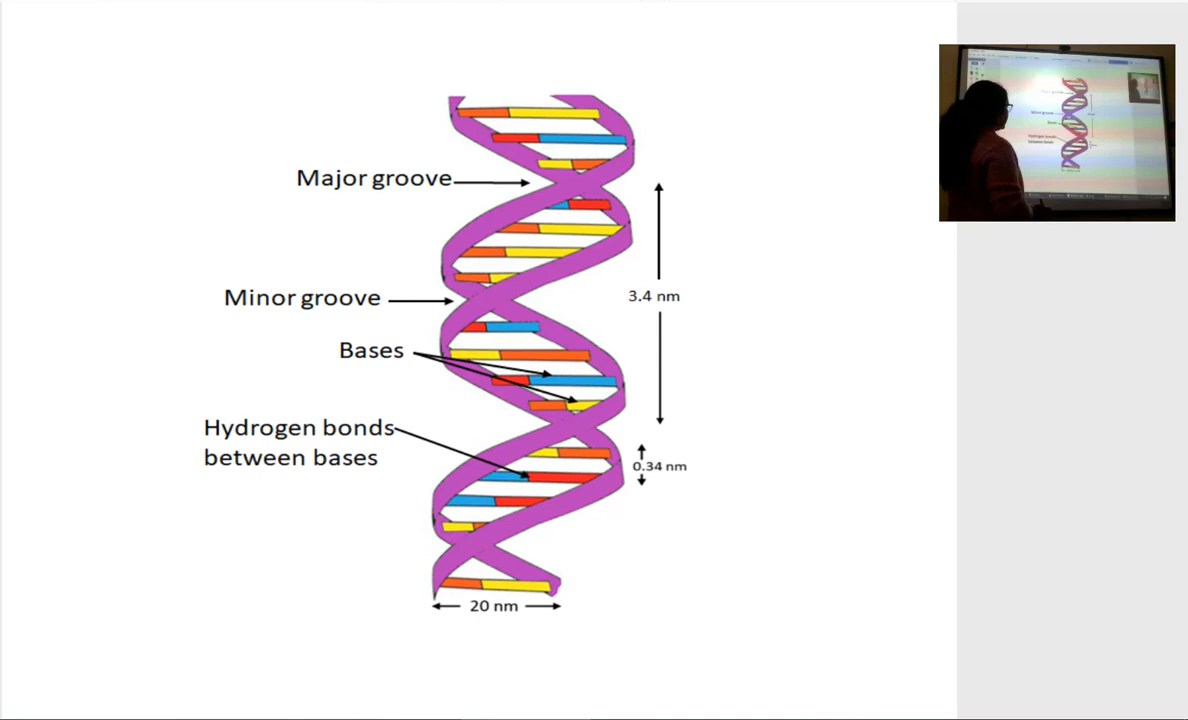 Major groove
Minor groove
3.4 nm
Bases
Hydrogen bonds
between bases
0.34 nm
20 nm